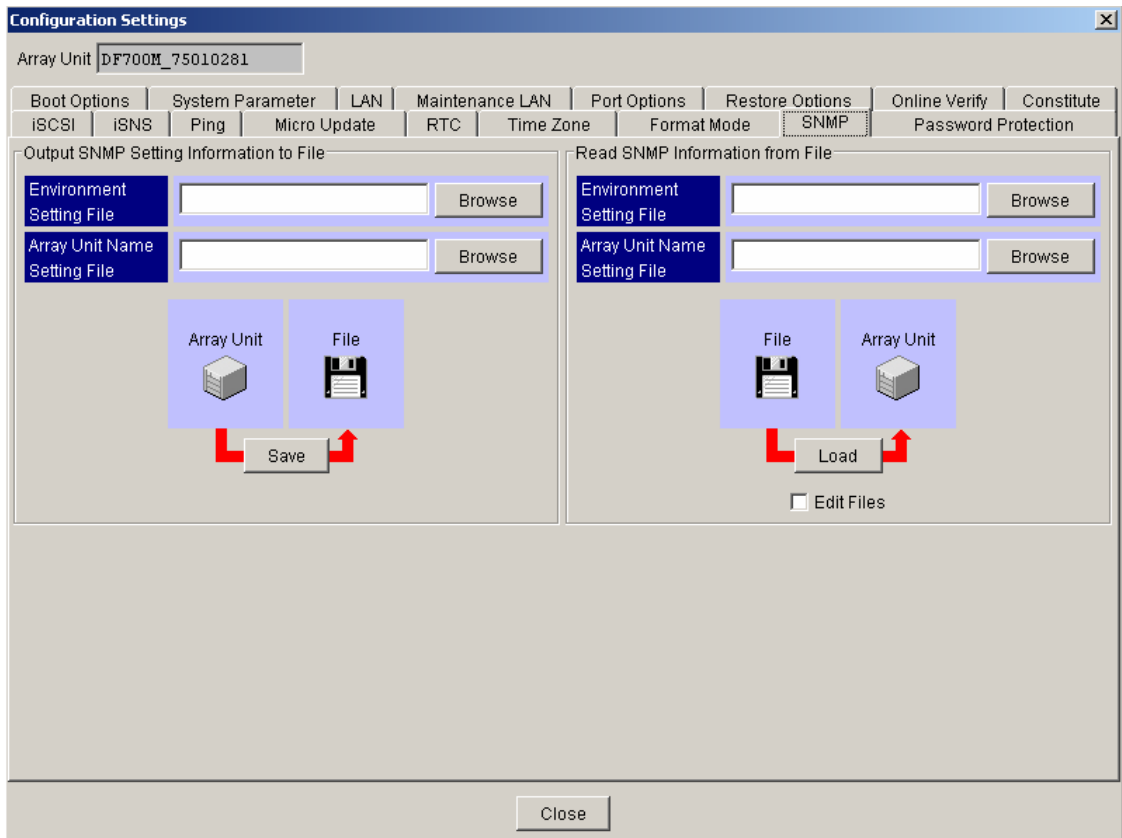 Configuration Settings
Array Unit DF700M_75010281
Boot Options System Parameter LAN Maintenance LAN Port Options Restore Options Online Verify Constitute
iSCSI iSNS Ping Micro Update RTC Time Zone Format Mode SNMP Password Protection
Output SNMP Setting Information to File
Environment
Setting File
Browse
Array Unit Name
Setting File
Browse
Array Unit File
Save
Read SNMP Information from File
Environment
Setting File
Browse
Array Unit Name
Setting File
Browse
File Array Unit
Load
Edit Files
Close